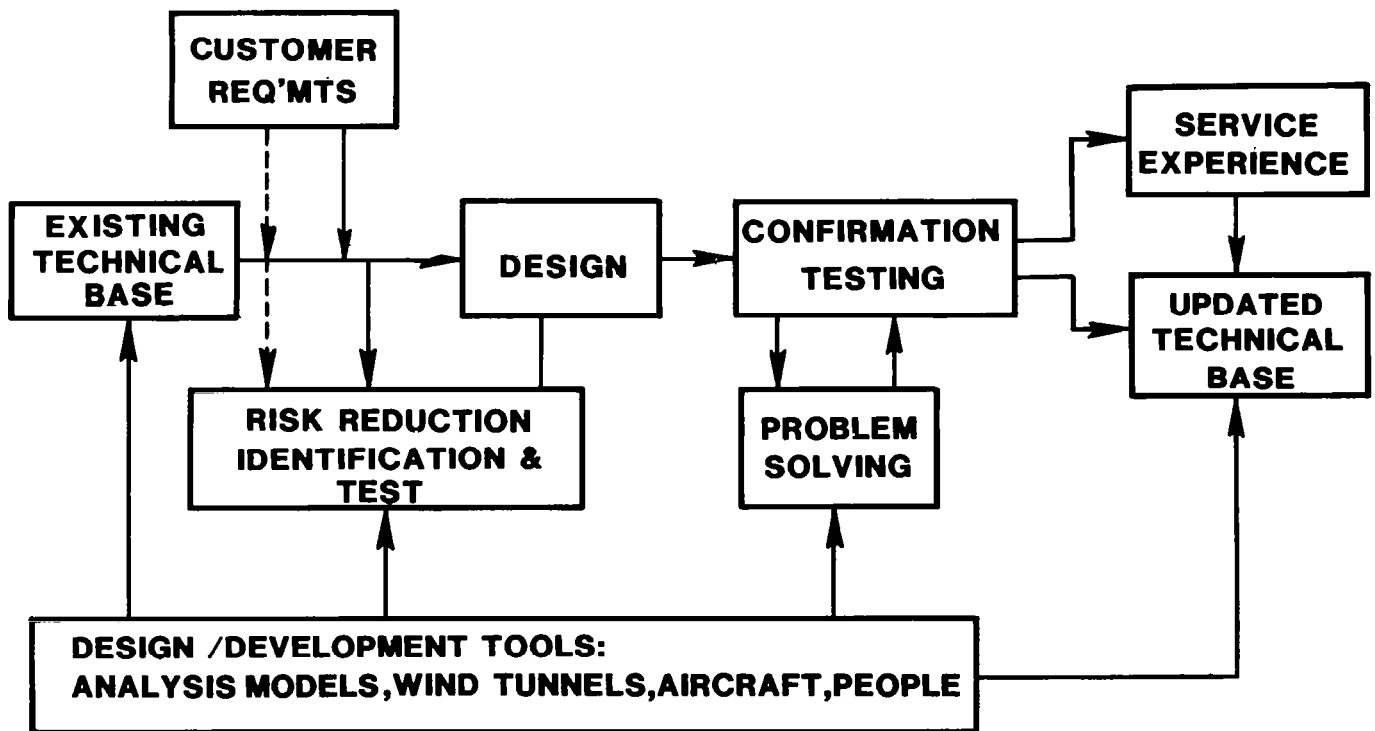 CUSTOMER
REQ'MTS
EXISTING
TECHNICAL
BASE
DESIGN
CONFIRMATION
TESTING
SERVICE
EXPERIENCE
UPDATED
TECHNICAL
BASE
RISK REDUCTION
IDENTIFICATION &
TEST
PROBLEM
SOLVING
DESIGN /DEVELOPMENT TOOLS:
ANALYSIS MODELS,WIND TUNNELS,AIRCRAFT,PEOPLE